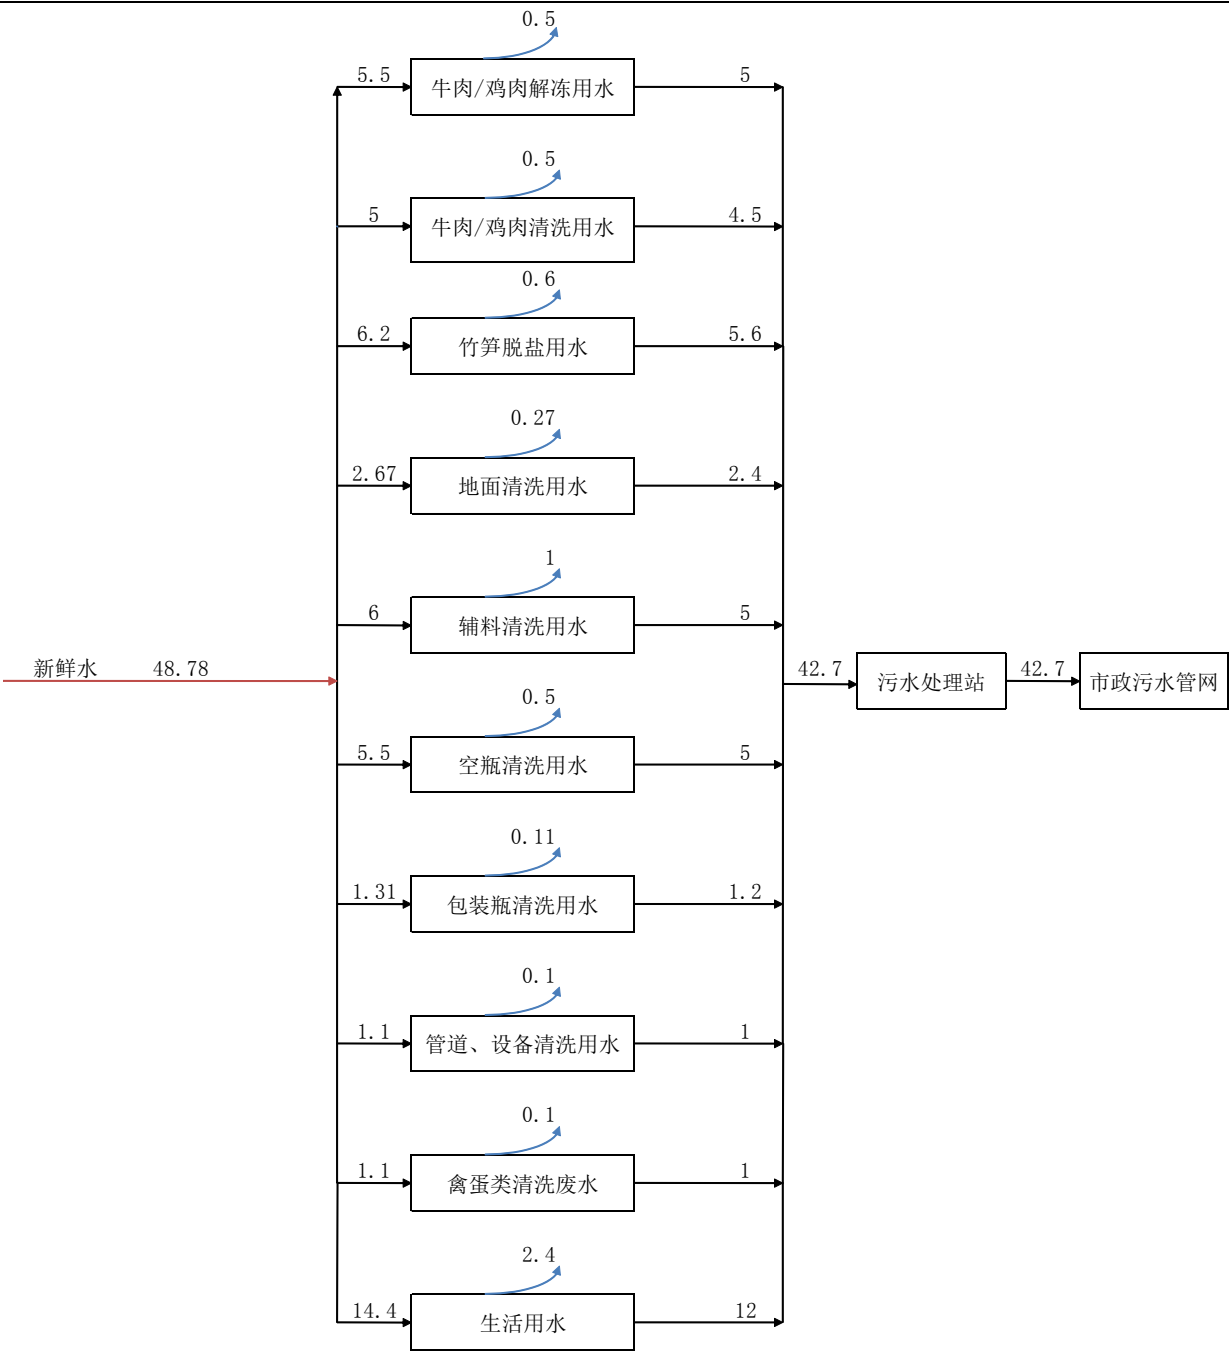 0.5
5.5 牛肉/鸡肉解冻用水 5
0.5
5 牛肉/鸡肉清洗用水 4.5
0.6
6.2 竹笋脱盐用水 5.6
0.27
2.67 地面清洗用水 2.4
1
6 辅料清洗用水 5
新鲜水 48.78
42.7 污水处理站 42.7 市政污水管网
0.5
5.5 空瓶清洗用水 5
0.11
1.31 包装瓶清洗用水 1.2
0.1
1.1 管道、设备清洗用水 1
0.1
1.1 禽蛋类清洗废水 1
2.4
14.4 生活用水 12